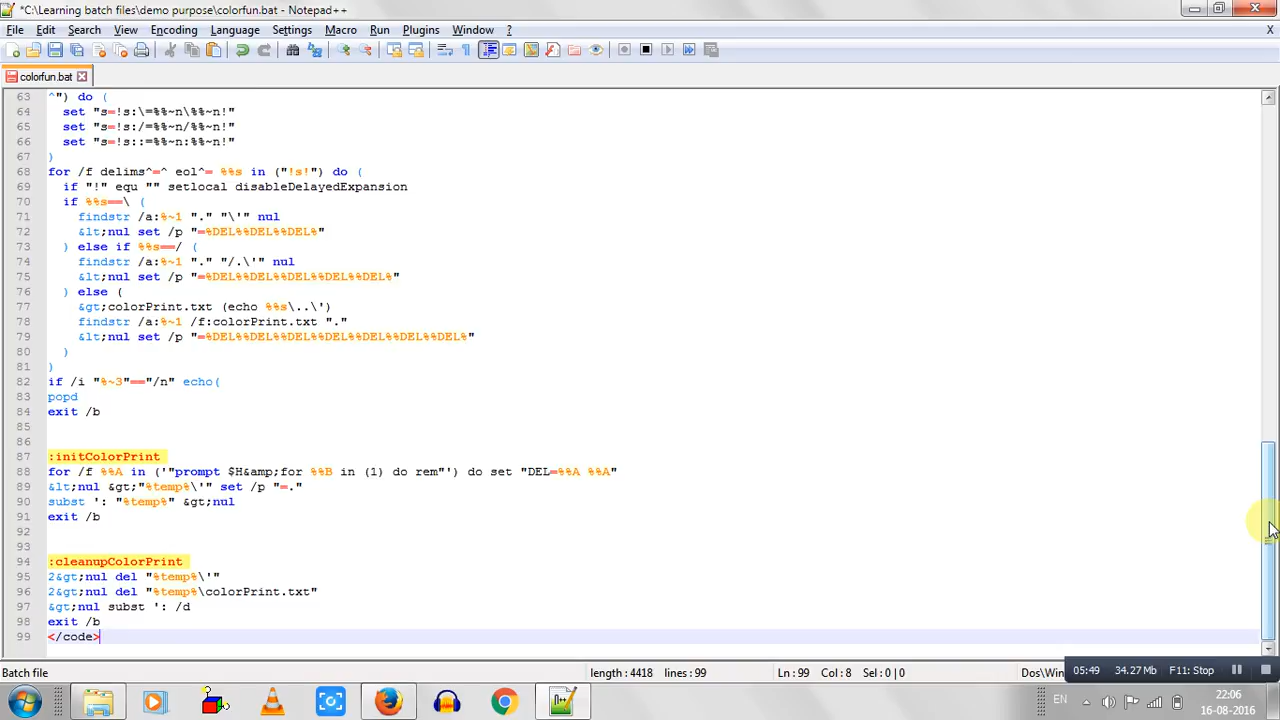 *C:\Learning batch files\demo purpose\colorfun.bat - Notepad++
File Edit Search View Encoding Language Settings Macro Run Plugins Window ? X
colorfun.bat
63 ^") do (
64 set "s=!s:\=%%~n\%%~n!"
65 set "s=!s:/=%%~n/%%~n!"
66 set "s=!s::=%%~n:%%~n!"
67 )
68 for /f delims^=^ eol^= %%s in ("!s!") do (
69 if "!" equ "" setlocal disableDelayedExpansion
70 if %%s==\ (
71 findstr /a:%~1 "." "\'" nul
72 &lt;nul set /p "=%DEL%%DEL%%DEL%"
73 ) else if %%s==/ (
74 findstr /a:%~1 "." "/.\'" nul
75 &lt;nul set /p "=%DEL%%DEL%%DEL%%DEL%%DEL%"
76 ) else (
77 &gt;colorPrint.txt (echo %%s\..\')
78 findstr /a:%~1 /f:colorPrint.txt "."
79 &lt;nul set /p "=%DEL%%DEL%%DEL%%DEL%%DEL%%DEL%%DEL%"
80 )
81 )
82 if /i "%~3"=="/n" echo(
83 popd
84 exit /b
85
86
87 :initColorPrint
88 for /f %%A in ('"prompt $H&amp;for %%B in (1) do rem"') do set "DEL=%%A %%A"
89 &lt;nul &gt;"%temp%\'" set /p "=."
90 subst ': "%temp%" &gt;nul
91 exit /b
92
93
94 :cleanupColorPrint
95 2&gt;nul del "%temp%\'"
96 2&gt;nul del "%temp%\colorPrint.txt"
97 &gt;nul subst ': /d
98 exit /b
99 </code>
Batch file length : 4418 lines : 99 Ln : 99 Col : 8 Sel : 0 | 0 Dos\Win
05:49 34.27 Mb F11: Stop
EN 22:06
16-08-2016